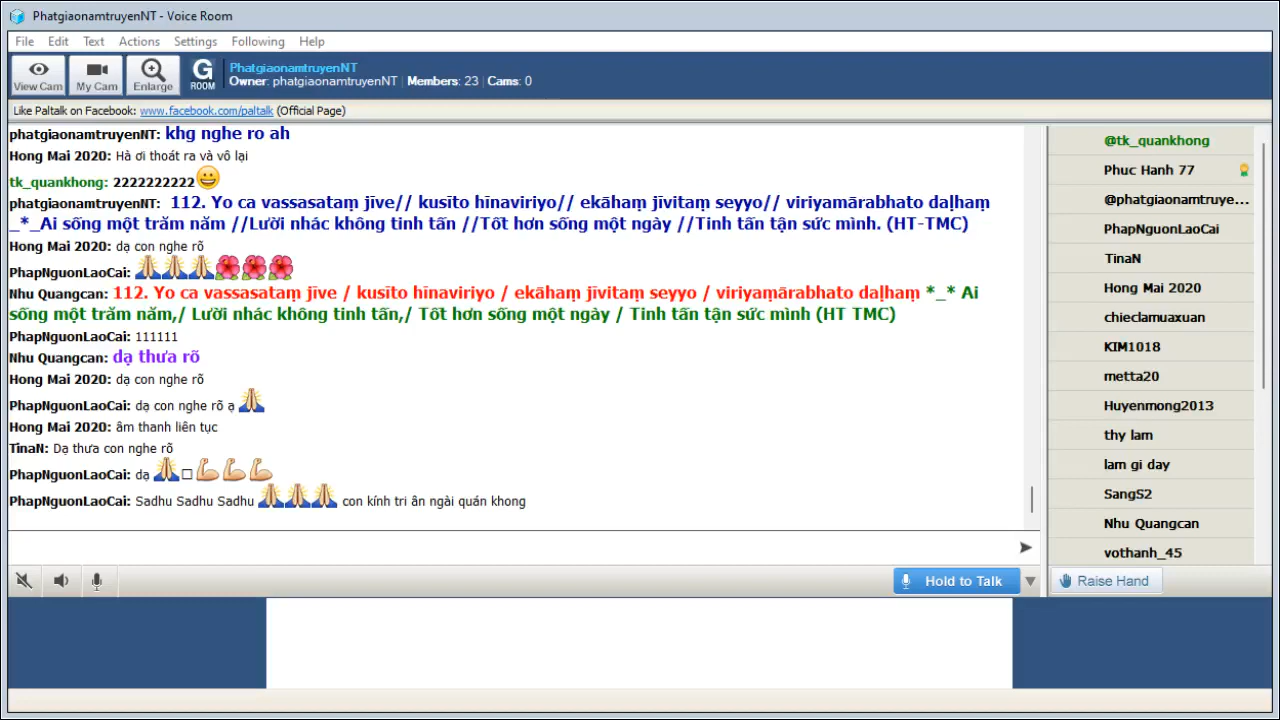 PhatgiaonamtruyenNT - Voice Room
File Edit Text Actions Settings Following Help
View Cam My Cam Enlarge G ROOM
PhatgiaonamtruyenNT
Owner: phatgiaonamtruyenNT | Members: 23 | Cams: 0
Like Paltalk on Facebook: www.facebook.com/paltalk (Official Page)
phatgiaonamtruyenNT: khg nghe ro ah
Hong Mai 2020: Hà ơi thoát ra và vô lại
tk_quankhong: 2222222222😀
phatgiaonamtruyenNT: 112. Yo ca vassasataṃ jīve// kusīto hīnaviriyo// ekāhaṃ jīvitaṃ seyyo// viriyamārabhato daḷhaṃ
_*_Ai sống một trăm năm //Lười nhác không tinh tấn //Tốt hơn sống một ngày //Tinh tấn tận sức mình. (HT-TMC)
Hong Mai 2020: dạ con nghe rõ
PhapNguonLaoCai: 🙏🙏🙏🌺🌺🌺
Nhu Quangcan: 112. Yo ca vassasataṃ jīve / kusīto hīnaviriyo / ekāhaṃ jīvitaṃ seyyo / viriyaṃārabhato daḷhaṃ *_* Ai
sống một trăm năm,/ Lười nhác không tinh tấn,/ Tốt hơn sống một ngày / Tinh tấn tận sức mình (HT TMC)
PhapNguonLaoCai: 111111
Nhu Quangcan: dạ thưa rõ
Hong Mai 2020: dạ con nghe rõ
PhapNguonLaoCai: dạ con nghe rõ ạ 🙏
Hong Mai 2020: âm thanh liên tục
TinaN: Dạ thưa con nghe rõ
PhapNguonLaoCai: dạ 🙏□💪💪💪
PhapNguonLaoCai: Sadhu Sadhu Sadhu 🙏🙏🙏 con kính tri ân ngài quán khong
Hold to Talk
@tk_quankhong
Phuc Hanh 77
@phatgiaonamtruye...
PhapNguonLaoCai
TinaN
Hong Mai 2020
chieclamuaxuan
KIM1018
metta20
Huyenmong2013
thy lam
lam gi day
SangS2
Nhu Quangcan
vothanh_45
Raise Hand